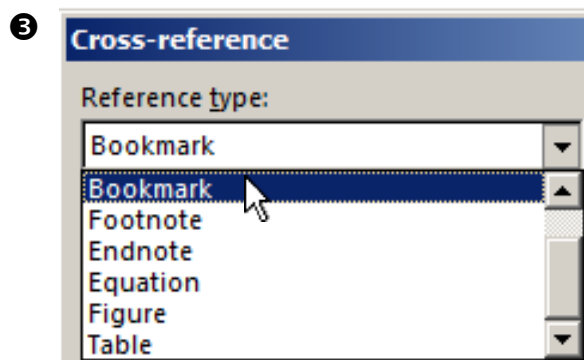 ❸
Cross-reference
Reference type:
Bookmark
Bookmark
Footnote
Endnote
Equation
Figure
Table